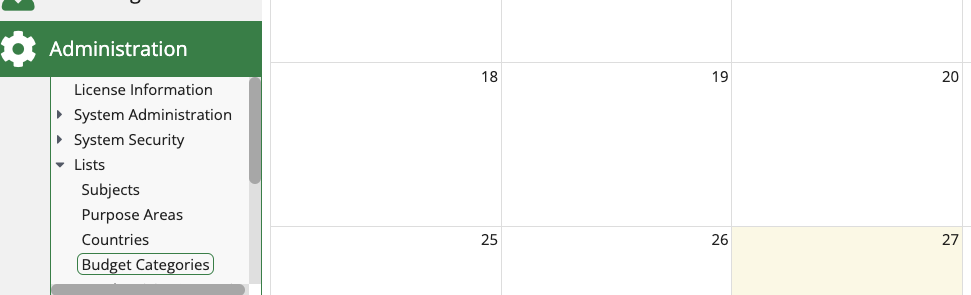 Administration
License Information
System Administration
System Security
Lists
Subjects
Purpose Areas
Countries
Budget Categories
18
19
20
25
26
27